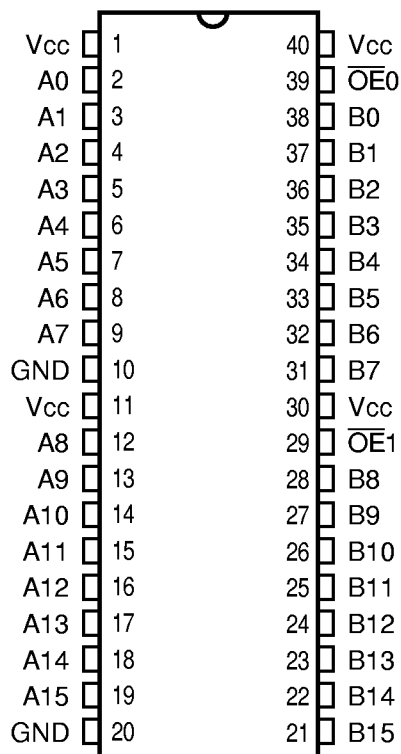 Vcc 1 40 Vcc
A0 2 39 O̅E̅0
A1 3 38 B0
A2 4 37 B1
A3 5 36 B2
A4 6 35 B3
A5 7 34 B4
A6 8 33 B5
A7 9 32 B6
GND 10 31 B7
Vcc 11 30 Vcc
A8 12 29 O̅E̅1
A9 13 28 B8
A10 14 27 B9
A11 15 26 B10
A12 16 25 B11
A13 17 24 B12
A14 18 23 B13
A15 19 22 B14
GND 20 21 B15